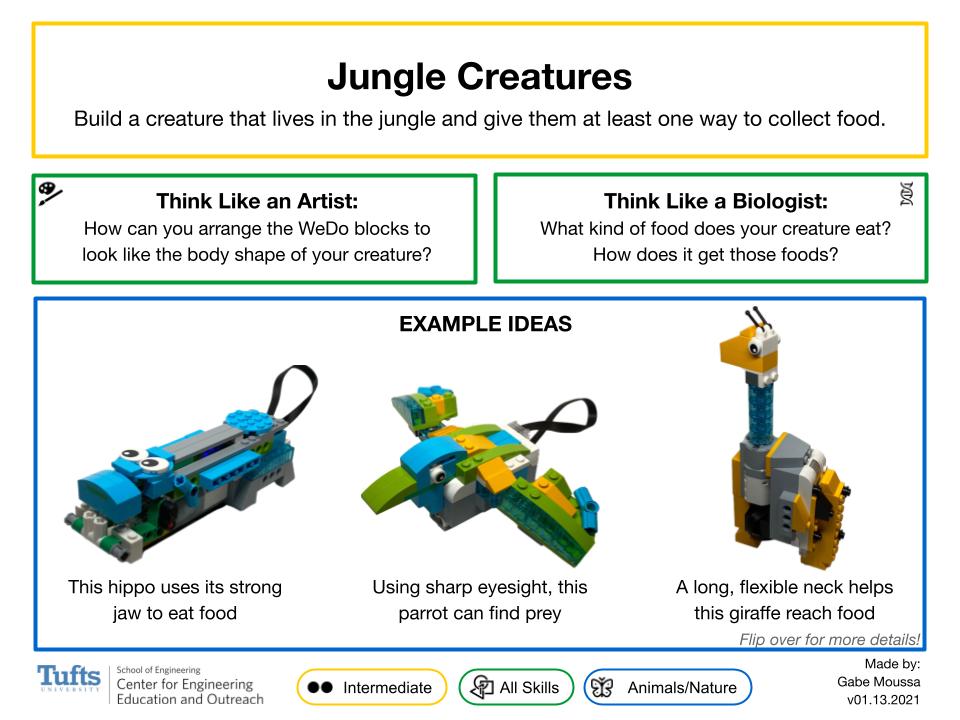 Jungle Creatures
Build a creature that lives in the jungle and give them at least one way to collect food.
Think Like an Artist:
How can you arrange the WeDo blocks to
look like the body shape of your creature?
Think Like a Biologist:
What kind of food does your creature eat?
How does it get those foods?
EXAMPLE IDEAS
This hippo uses its strong
jaw to eat food
Using sharp eyesight, this
parrot can find prey
A long, flexible neck helps
this giraffe reach food
Flip over for more details!
Tufts
UNIVERSITY
School of Engineering
Center for Engineering
Education and Outreach
Intermediate
All Skills
Animals/Nature
Made by:
Gabe Moussa
v01.13.2021